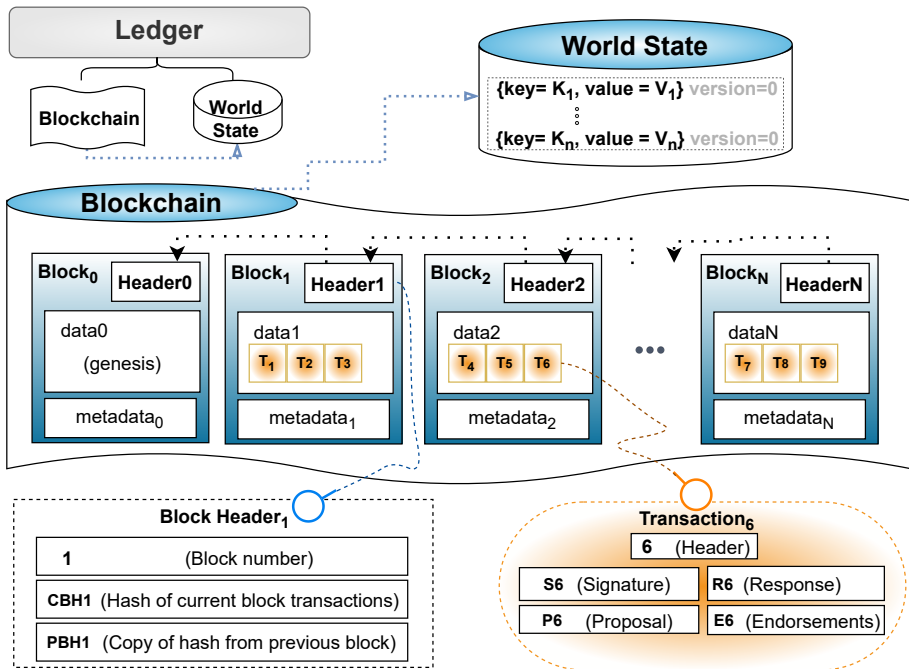 Ledger
Blockchain
World
State
World State
{key= K₁, value = V₁} version=0
{key= Kₙ, value = Vₙ} version=0
Blockchain
Block₀
Header0
data0
(genesis)
metadata₀
Block₁
Header1
data1
T₁ T₂ T₃
metadata₁
Block₂
Header2
data2
T₄ T₅ T₆
metadata₂
Block_N
HeaderN
dataN
T₇ T₈ T₉
metadata_N
Block Header₁
1 (Block number)
CBH1 (Hash of current block transactions)
PBH1 (Copy of hash from previous block)
Transaction₆
6 (Header)
S6 (Signature)
R6 (Response)
P6 (Proposal)
E6 (Endorsements)